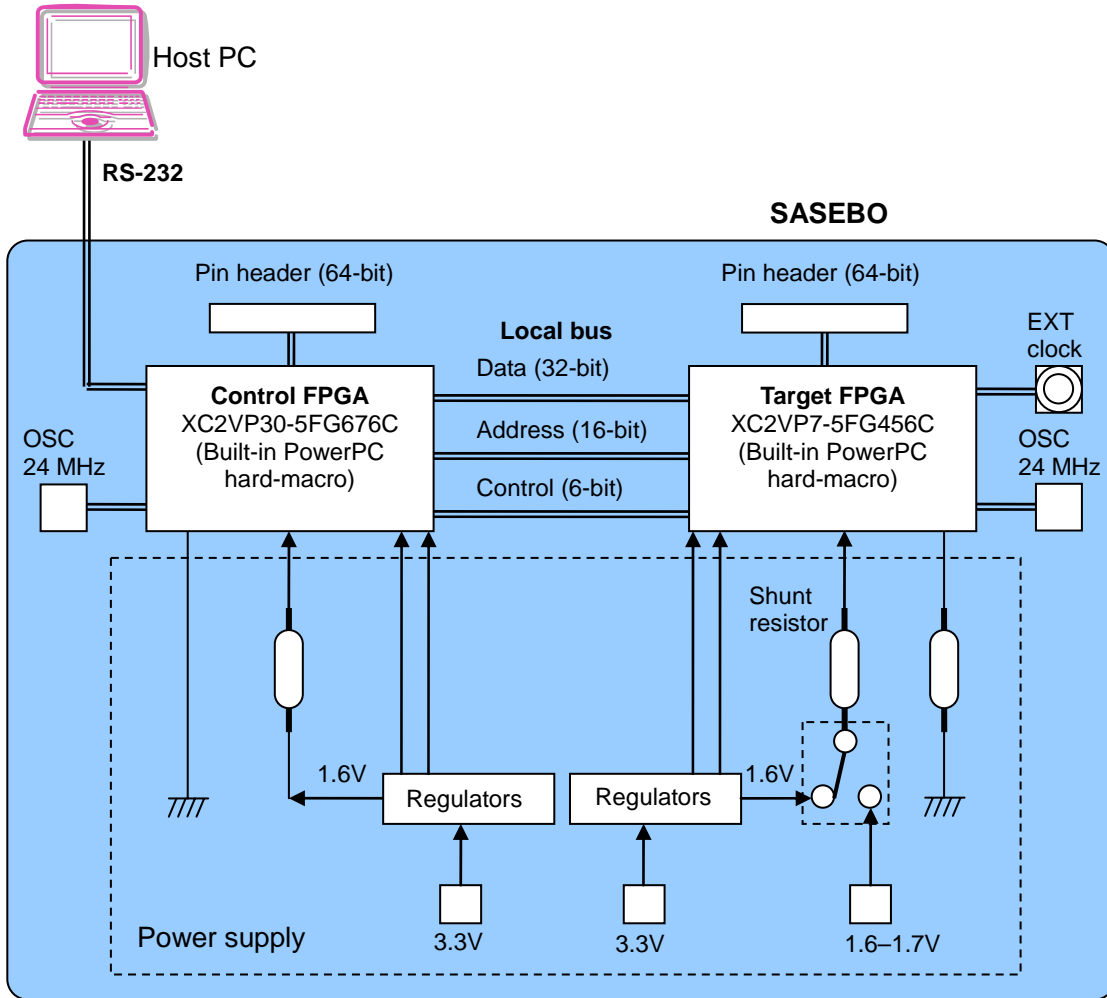 Host PC
RS-232
SASEBO
Pin header (64-bit)
Pin header (64-bit)
Local bus
EXT
clock
Data (32-bit)
Control FPGA
XC2VP30-5FG676C
(Built-in PowerPC
hard-macro)
Target FPGA
XC2VP7-5FG456C
(Built-in PowerPC
hard-macro)
Address (16-bit)
OSC
24 MHz
OSC
24 MHz
Control (6-bit)
Shunt
resistor
1.6V
Regulators
Regulators
1.6V
Power supply
3.3V
3.3V
1.6–1.7V